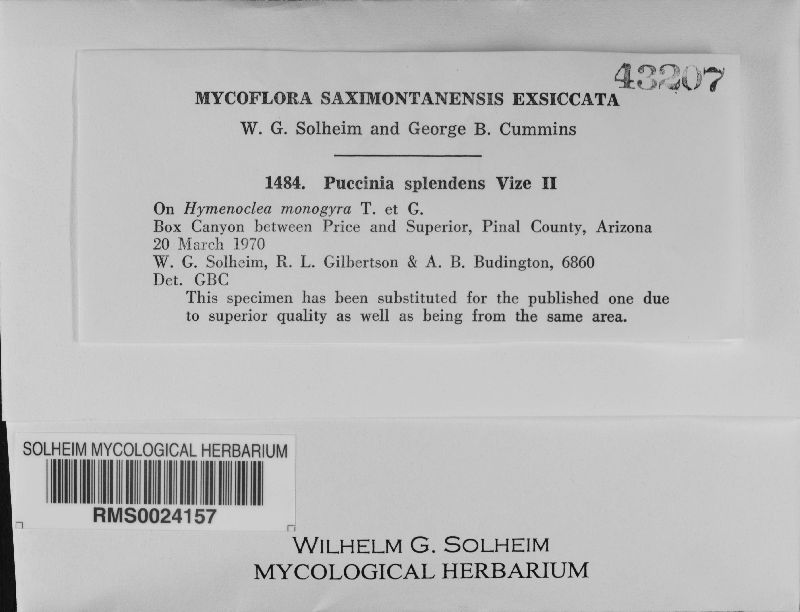 43207
MYCOFLORA SAXIMONTANENSIS EXSICCATA
W. G. Solheim and George B. Cummins
1484. Puccinia splendens Vize II
On Hymenoclea monogyra T. et G.
Box Canyon between Price and Superior, Pinal County, Arizona
20 March 1970
W. G. Solheim, R. L. Gilbertson & A. B. Budington, 6860
Det. GBC
This specimen has been substituted for the published one due
to superior quality as well as being from the same area.
SOLHEIM MYCOLOGICAL HERBARIUM
RMS0024157
WILHELM G. SOLHEIM
MYCOLOGICAL HERBARIUM